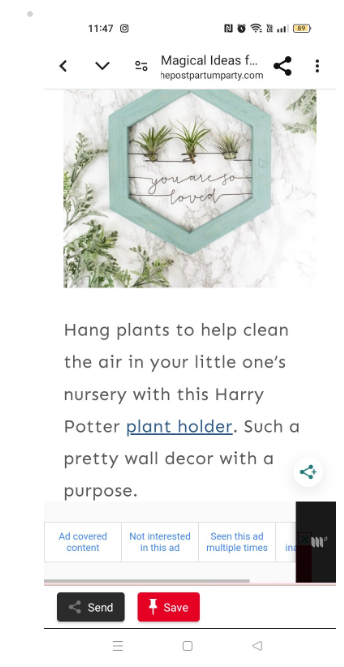 11:47
89
Magical Ideas f...
hepostpartumparty.com
you are so
loved
Hang plants to help clean
the air in your little one's
nursery with this Harry
Potter plant holder. Such a
pretty wall decor with a
purpose.
Ad covered content
Not interested in this ad
Seen this ad multiple times
ina
Send
Save